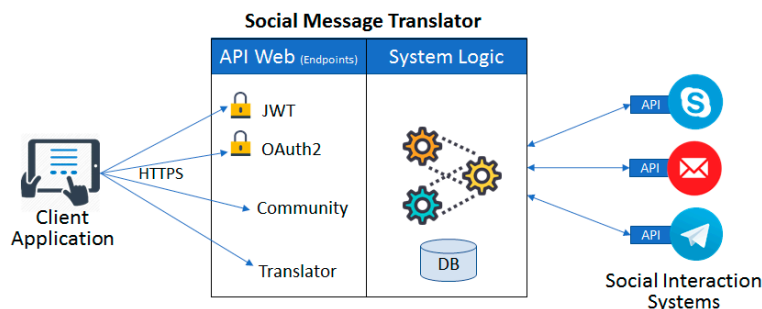 Social Message Translator
API Web (Endpoints)
System Logic
JWT
OAuth2
HTTPS
Community
Translator
Client
Application
DB
API
S
API
API
Social Interaction
Systems